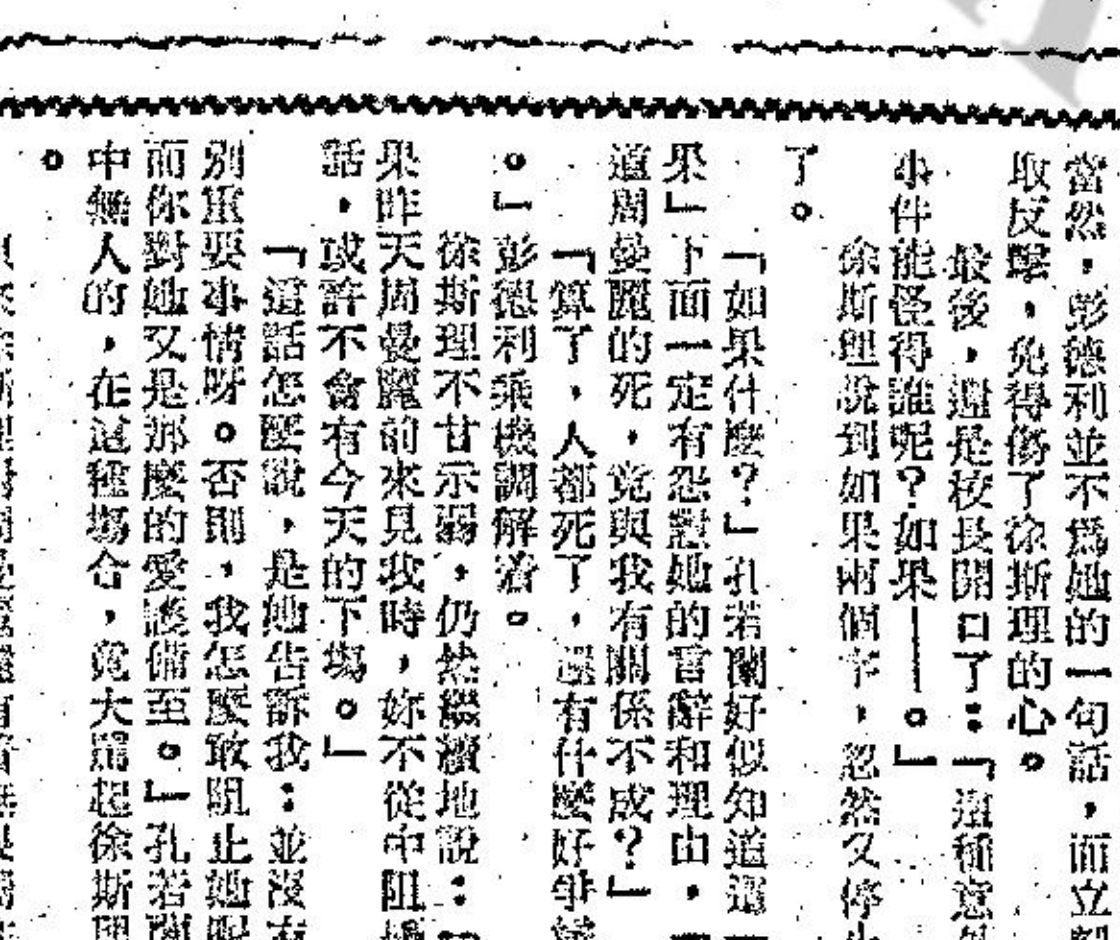 當然，彭德利並不爲她的一句話，而立刻
取反擊，免得傷了徐斯理的心。
最後，還是校長開口了：「這種意外
事件能怪得誰呢？如果——。」
徐斯理說到如果兩個字，忽然又停止
了。
「如果什麼？」孔若蘭好似知道這「
果」下面一定有怨懟她的言辭和理由，「
道周曼麗的死，竟與我有關係不成？」
「算了，人都死了，還有什麼好爭
。」彭德利乘機調解着。
徐斯理不甘示弱，仍然繼續地說：「
果昨天周曼麗前來見我時，妳不從中阻
話，或許不會有今天的下場。」
「這話怎麼說，是她告訴我：並沒有
別重要事情呀。否則，我怎麼敢阻止她呢
而你對她又是那麼的愛護備至。」孔若蘭
中無人的，在這種場合，竟大罵起徐斯理
。